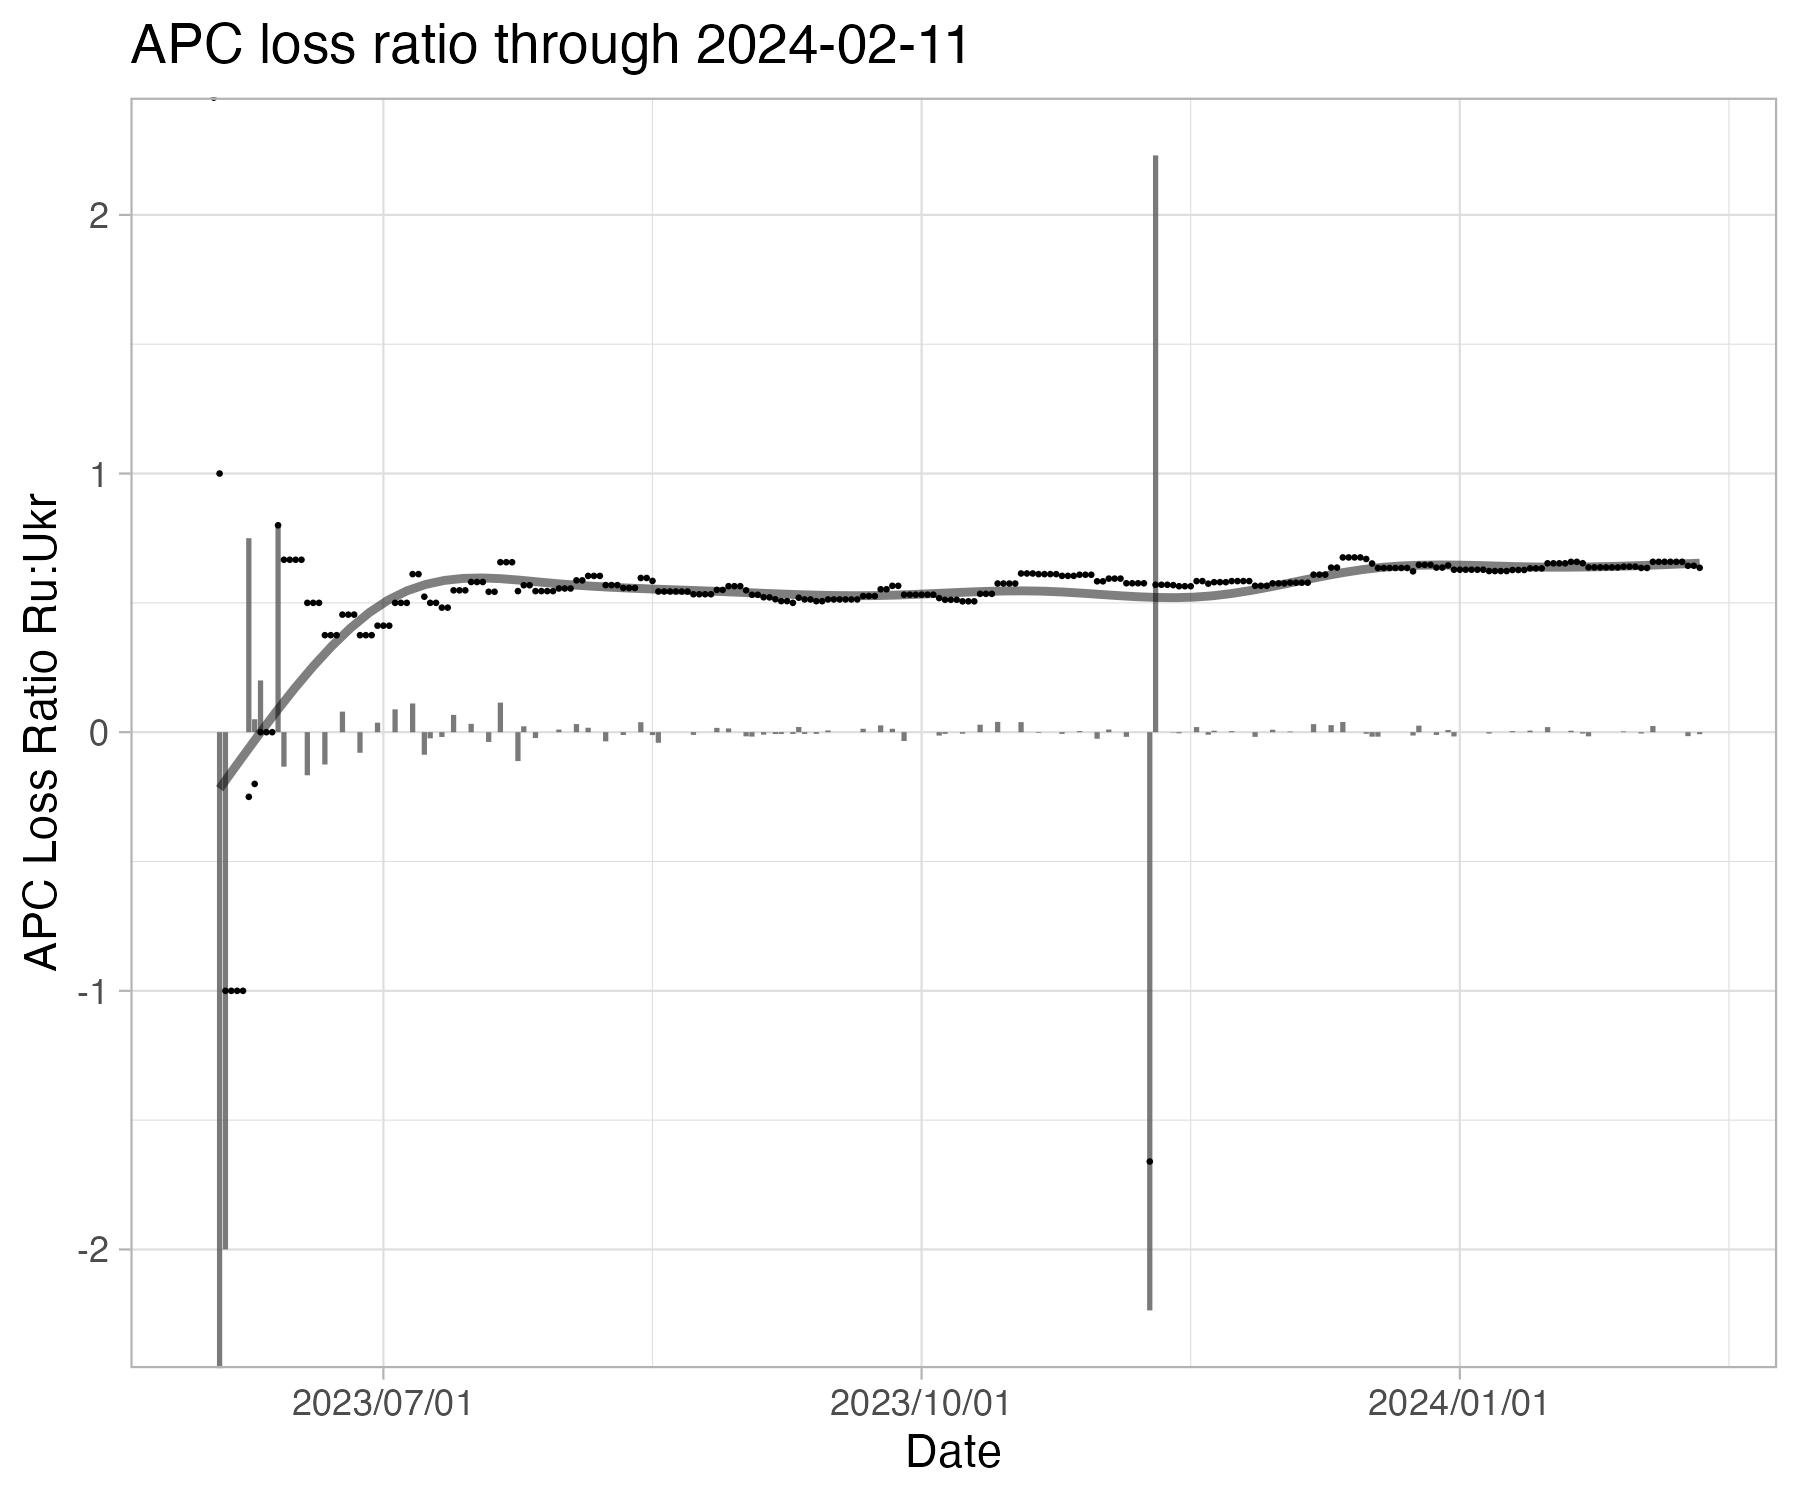 APC loss ratio through 2024-02-11
APC Loss Ratio Ru:Ukr
2
1
0
-1
-2
2023/07/01
2023/10/01
2024/01/01
Date